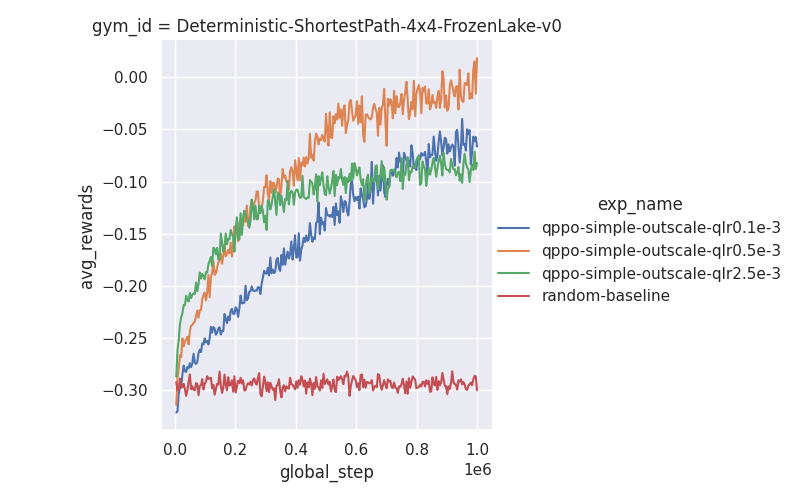 gym_id = Deterministic-ShortestPath-4x4-FrozenLake-v0
0.00
−0.05
−0.10
−0.15
−0.20
−0.25
−0.30
avg_rewards
0.0 0.2 0.4 0.6 0.8 1.0
1e6
global_step
exp_name
qppo-simple-outscale-qlr0.1e-3
qppo-simple-outscale-qlr0.5e-3
qppo-simple-outscale-qlr2.5e-3
random-baseline